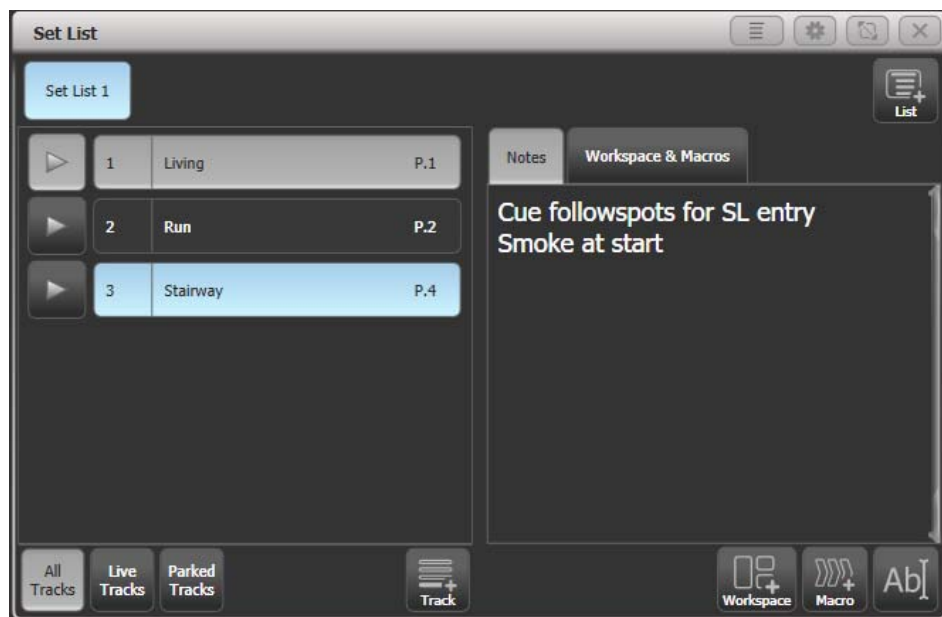 Set List
Set List 1
List
1 Living P.1
2 Run P.2
3 Stairway P.4
Notes
Workspace & Macros
Cue followspots for SL entry
Smoke at start
All
Tracks
Live
Tracks
Parked
Tracks
Track
Workspace
Macro
Ab